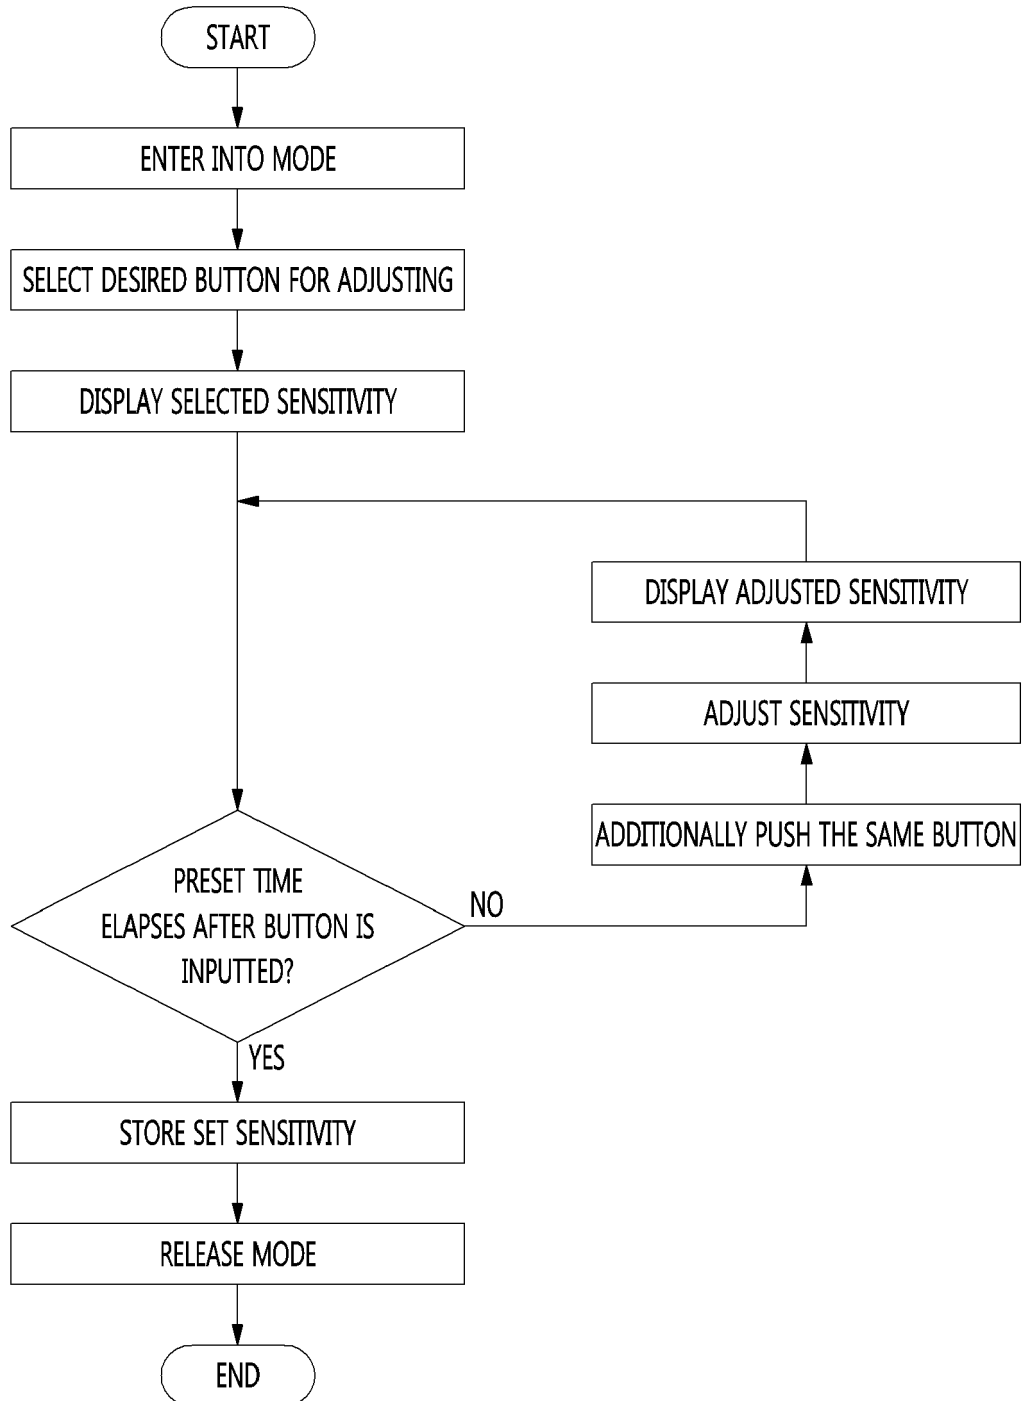 START
ENTER INTO MODE
SELECT DESIRED BUTTON FOR ADJUSTING
DISPLAY SELECTED SENSITIVITY
DISPLAY ADJUSTED SENSITIVITY
ADJUST SENSITIVITY
ADDITIONALLY PUSH THE SAME BUTTON
PRESET TIME
ELAPSES AFTER BUTTON IS
INPUTTED?
NO
YES
STORE SET SENSITIVITY
RELEASE MODE
END